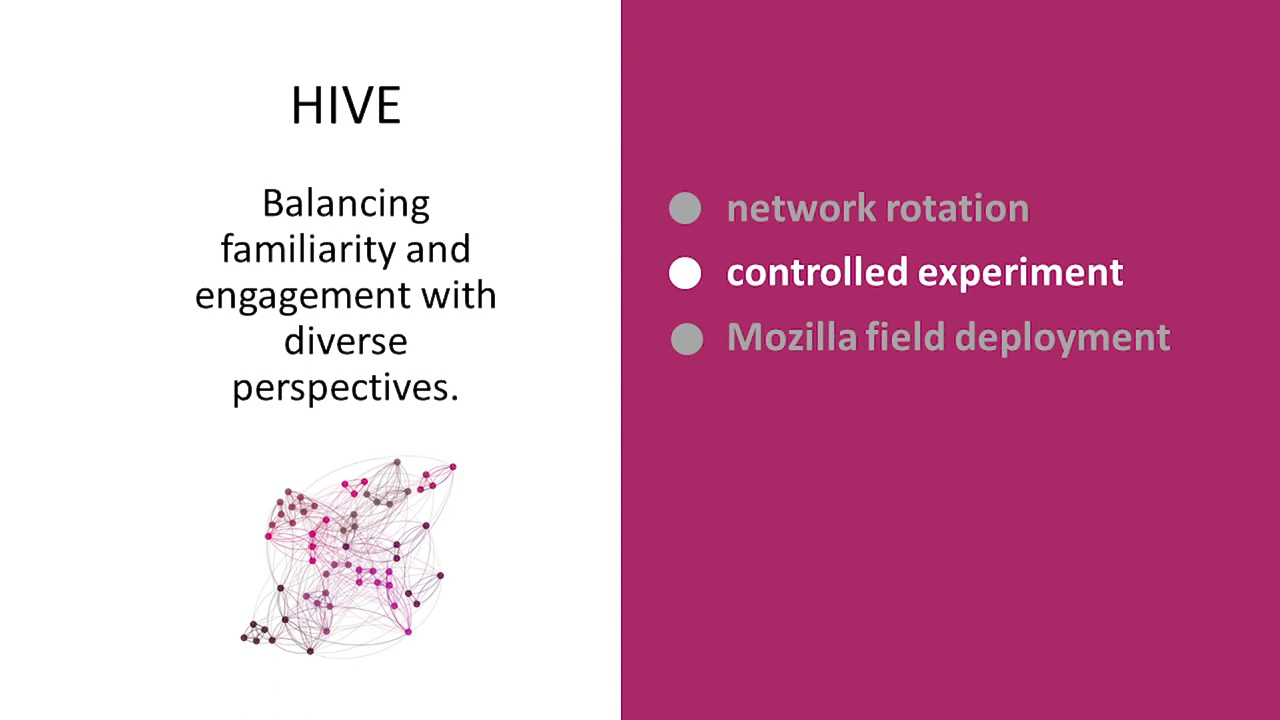 HIVE
Balancing
familiarity and
engagement with
diverse
perspectives.
network rotation
controlled experiment
Mozilla field deployment